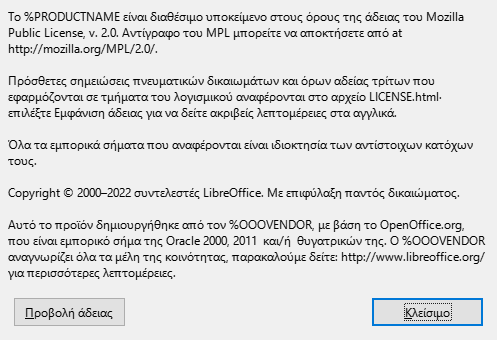 Το %PRODUCTNAME είναι διαθέσιμο υποκείμενο στους όρους της άδειας του Mozilla
Public License, v. 2.0. Αντίγραφο του MPL μπορείτε να αποκτήσετε από at
http://mozilla.org/MPL/2.0/.
Πρόσθετες σημειώσεις πνευματικών δικαιωμάτων και όρων αδείας τρίτων που
εφαρμόζονται σε τμήματα του λογισμικού αναφέρονται στο αρχείο LICENSE.html·
επιλέξτε Εμφάνιση άδειας για να δείτε ακριβείς λεπτομέρειες στα αγγλικά.
Όλα τα εμπορικά σήματα που αναφέρονται είναι ιδιοκτησία των αντίστοιχων κατόχων
τους.
Copyright © 2000–2022 συντελεστές LibreOffice. Με επιφύλαξη παντός δικαιώματος.
Αυτό το προϊόν δημιουργήθηκε από τον %OOOVENDOR, με βάση το OpenOffice.org,
που είναι εμπορικό σήμα της Oracle 2000, 2011 και/ή θυγατρικών της. Ο %OOOVENDOR
αναγνωρίζει όλα τα μέλη της κοινότητας, παρακαλούμε δείτε: http://www.libreoffice.org/
για περισσότερες λεπτομέρειες.
Προβολή άδειας
Κλείσιμο